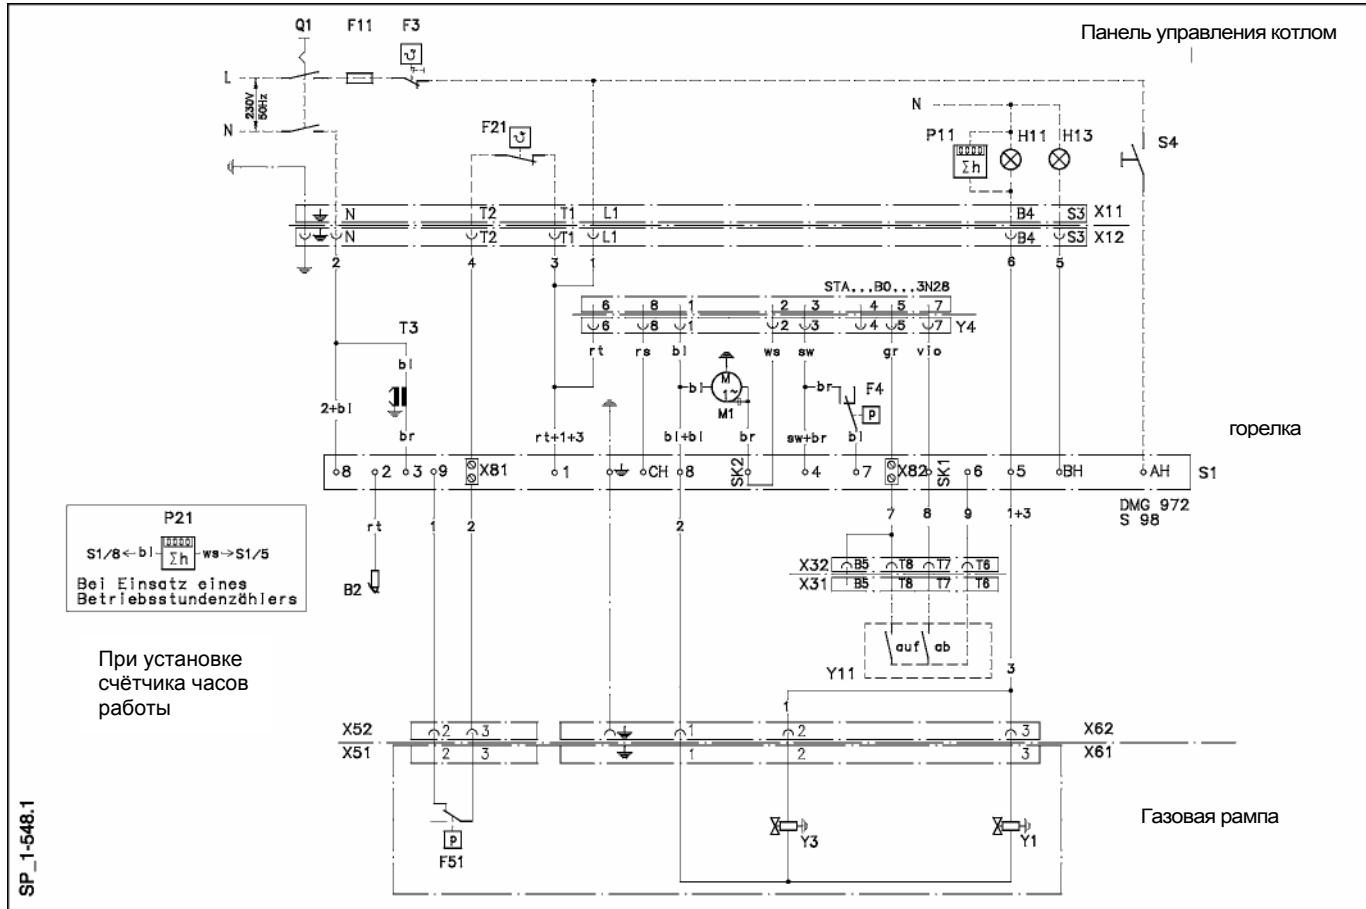 Q1 F11 F3
Панель управления котлом
L
230V
50Hz
N
F21
N
P11 H11 H13
0000
Σh
S4
N T2 T1 L1 B4 S3 X11
N T2 T1 L1 B4 S3 X12
2 4 3 1 6 5
STA...B0...3N28
6 8 1 2 3 4 5 7
6 8 1 2 3 4 5 7 Y4
T3
rt rs bl ws sw gr vio
bl
bl M 1~ br F4
M1 P
2+bl
br rt+1+3 bl+bl br sw+br bl
горелка
8 2 3 9 X81 1 CH 8 SK2 4 7 X82 SK1 6 5 BH AH S1
DMG 972
S 98
P21
0000
S1/8 bl Σh ws S1/5
Bei Einsatz eines
Betriebsstundenzählers
rt 1 2 2 7 8 9 1+3
B2
X32 B5 T8 T7 T6
X31 B5 T8 T7 T6
auf ab
Y11
3
При установке
счётчика часов
работы
1
X52 2 3 1 2 3 X62
X51 2 3 1 2 3 X61
P
F51
Y3 Y1
Газовая рампа
SP_1-548.1